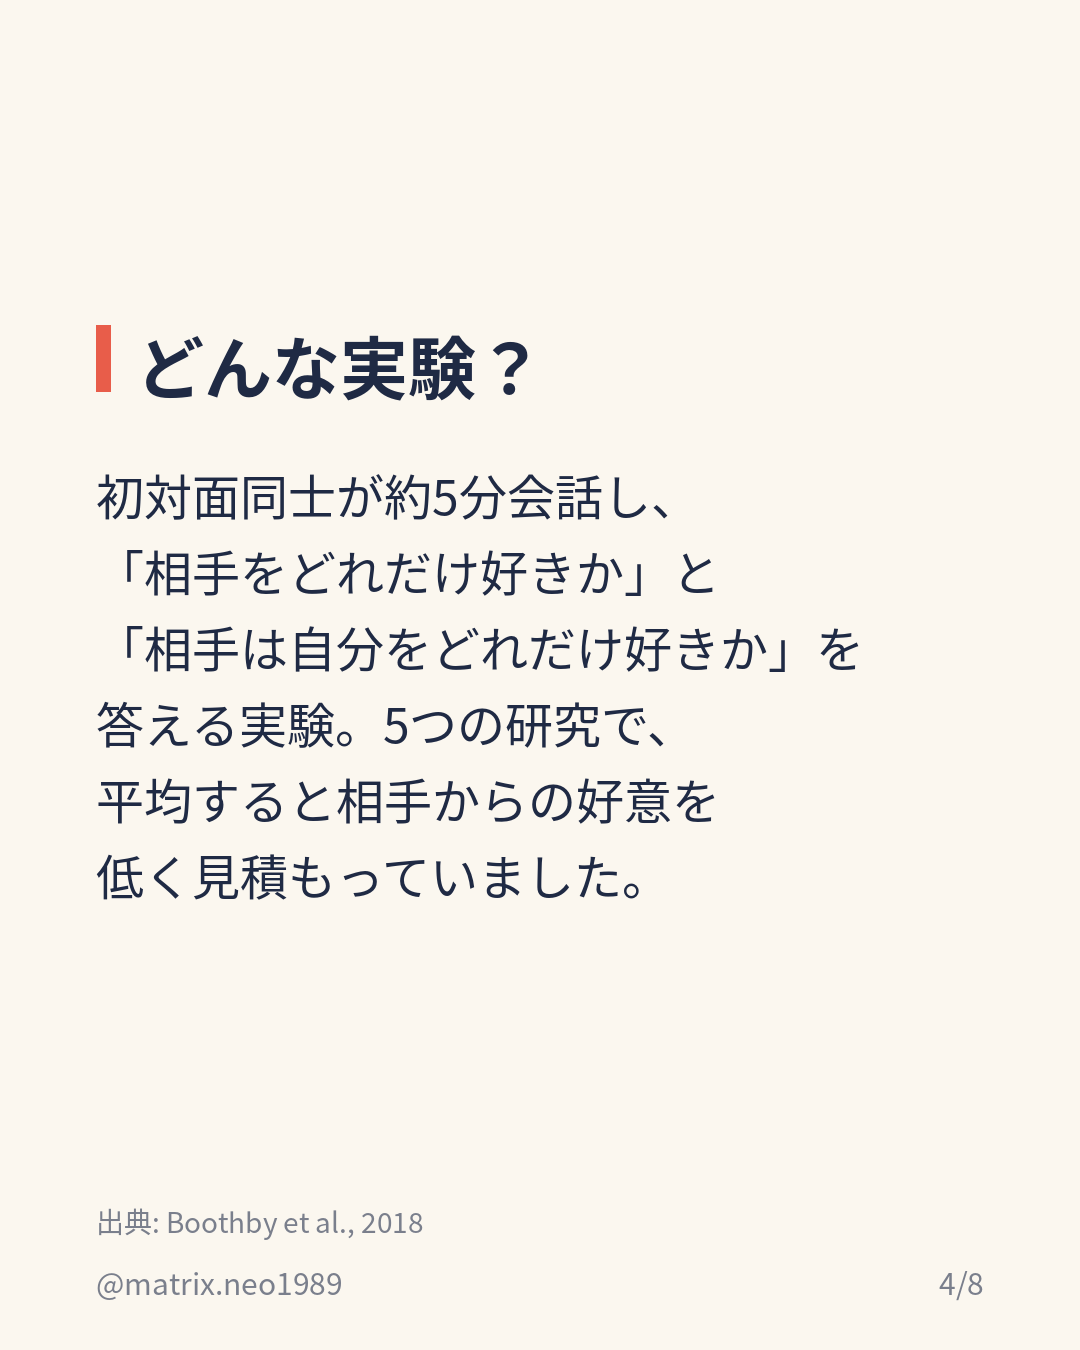 どんな実験？
初対面同士が約5分会話し、
「相手をどれだけ好きか」と
「相手は自分をどれだけ好きか」を
答える実験。5つの研究で、
平均すると相手からの好意を
低く見積もっていました。
出典: Boothby et al., 2018
@matrix.neo1989
4/8